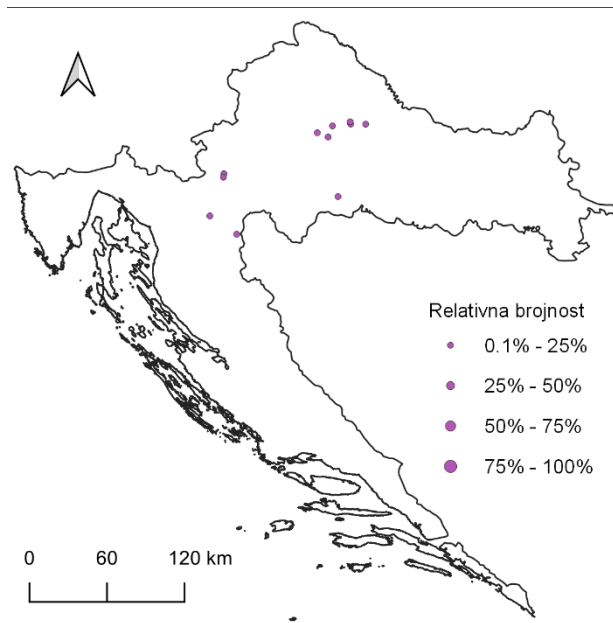 Relativna brojnost
0.1% - 25%
25% - 50%
50% - 75%
75% - 100%
0 60 120 km